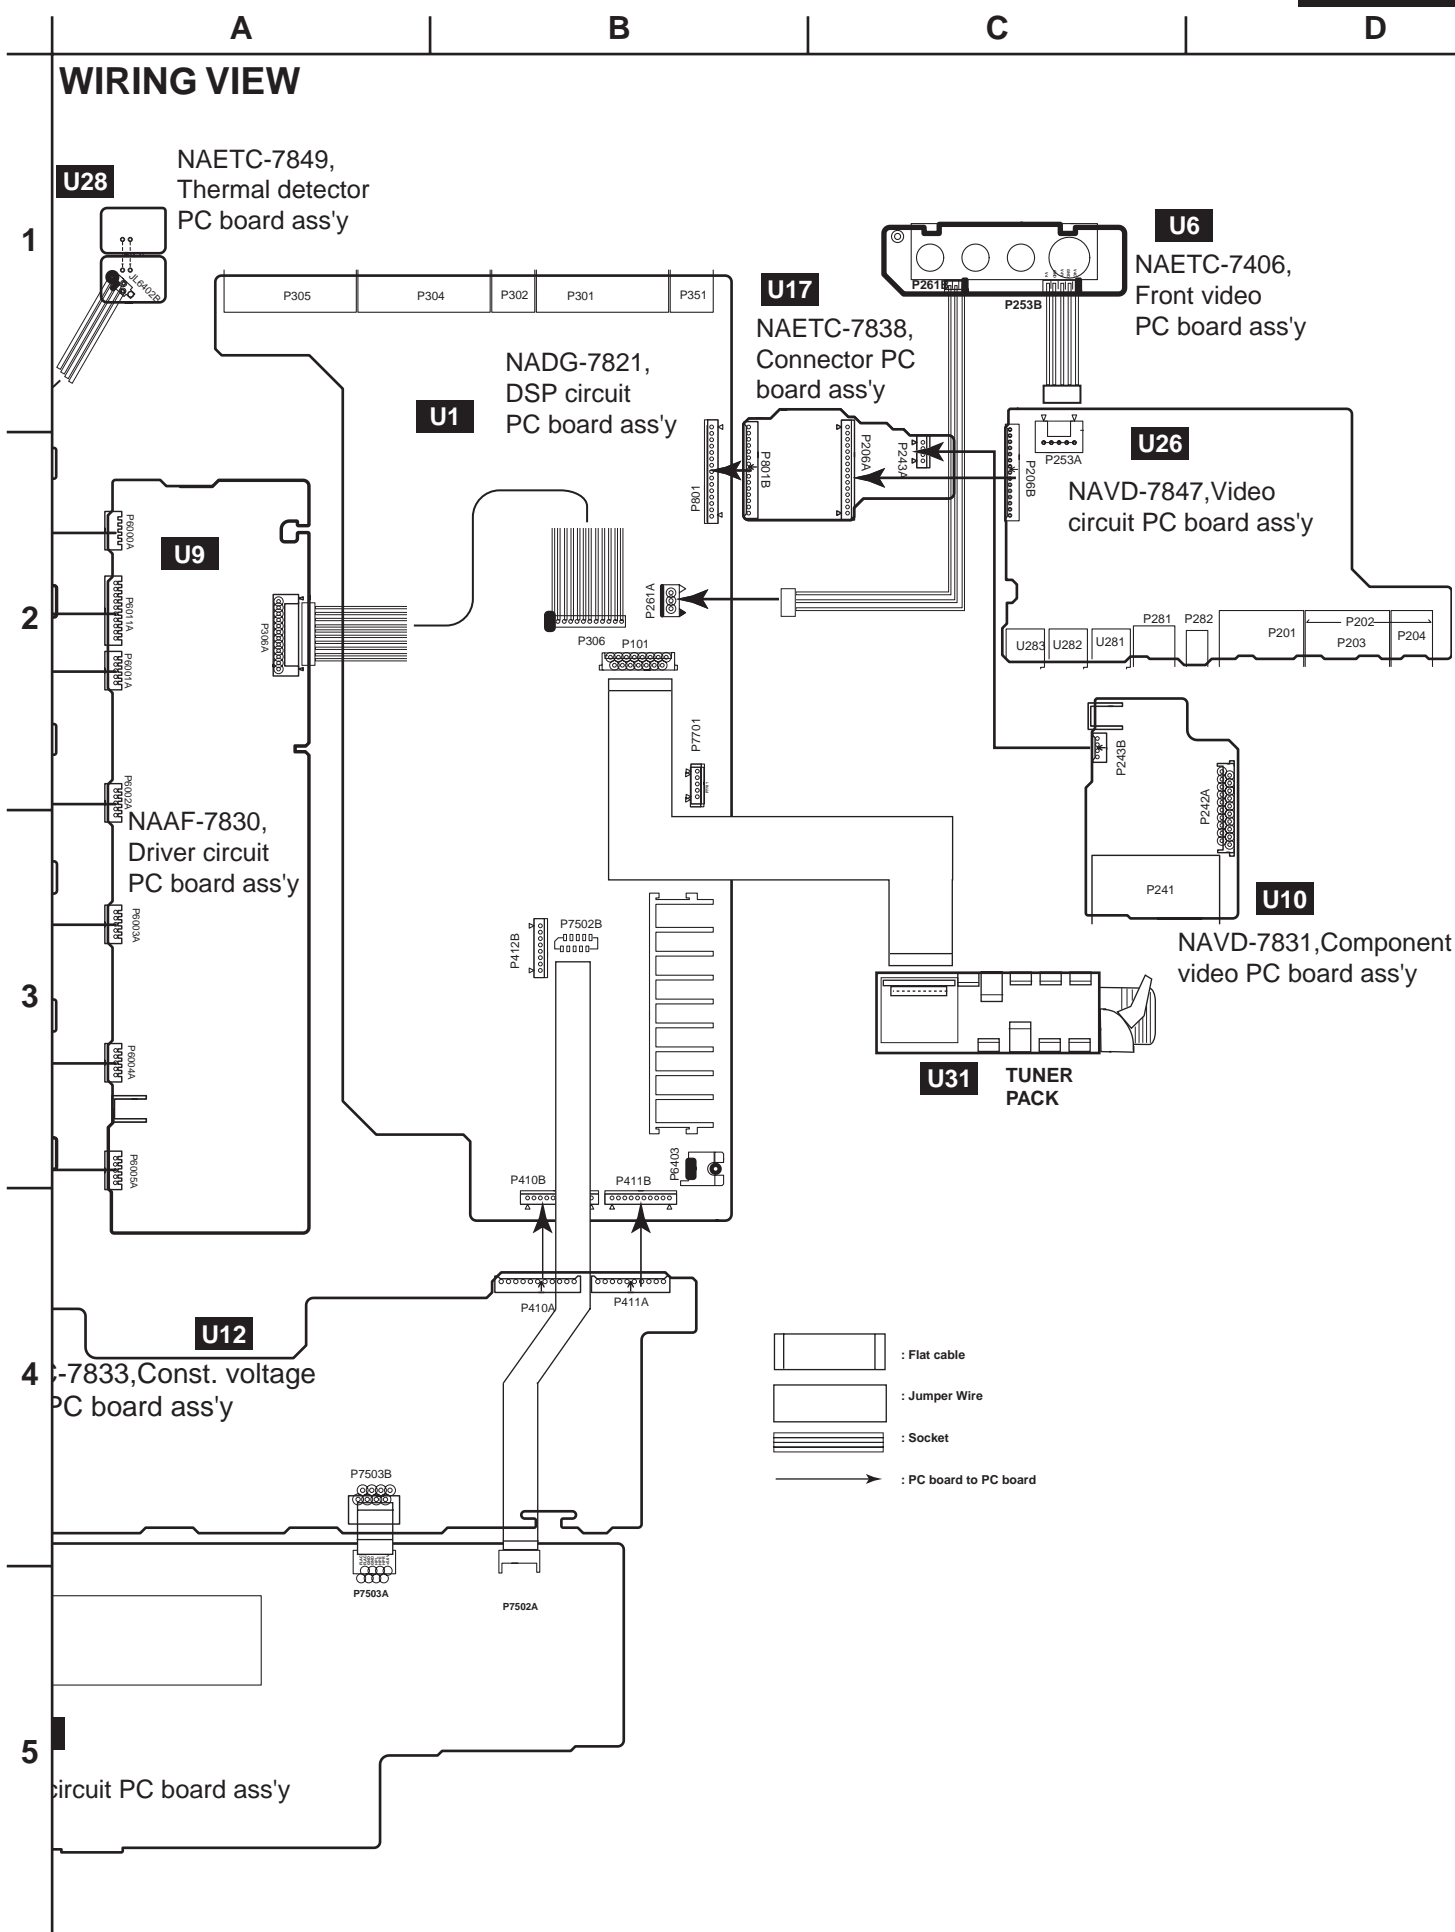 A
B
C
D
WIRING VIEW
1
2
3
4
5
U28
NAETC-7849,
Thermal detector
PC board ass'y
JL6402B
P305
P304
P302
P301
P351
U1
NADG-7821,
DSP circuit
PC board ass'y
U17
NAETC-7838,
Connector PC
board ass'y
P261B
P253B
U6
NAETC-7406,
Front video
PC board ass'y
P801
P801B
P206A
P243A
P206B
P253A
U26
NAVD-7847,Video
circuit PC board ass'y
U283
U282
U281
P281
P282
P201
P202
P203
P204
U9
P6000A
P6011A
P6001A
P6002A
P6003A
P6004A
P6005A
P306A
NAAF-7830,
Driver circuit
PC board ass'y
P306
P261A
P101
P7701
P243B
P242A
P241
U10
NAVD-7831,Component
video PC board ass'y
P412B
P7502B
U31
TUNER
PACK
P6403
P410B
P411B
P410A
P411A
U12
-7833,Const. voltage
PC board ass'y
: Flat cable
: Jumper Wire
: Socket
: PC board to PC board
P7503B
P7503A
P7502A
circuit PC board ass'y